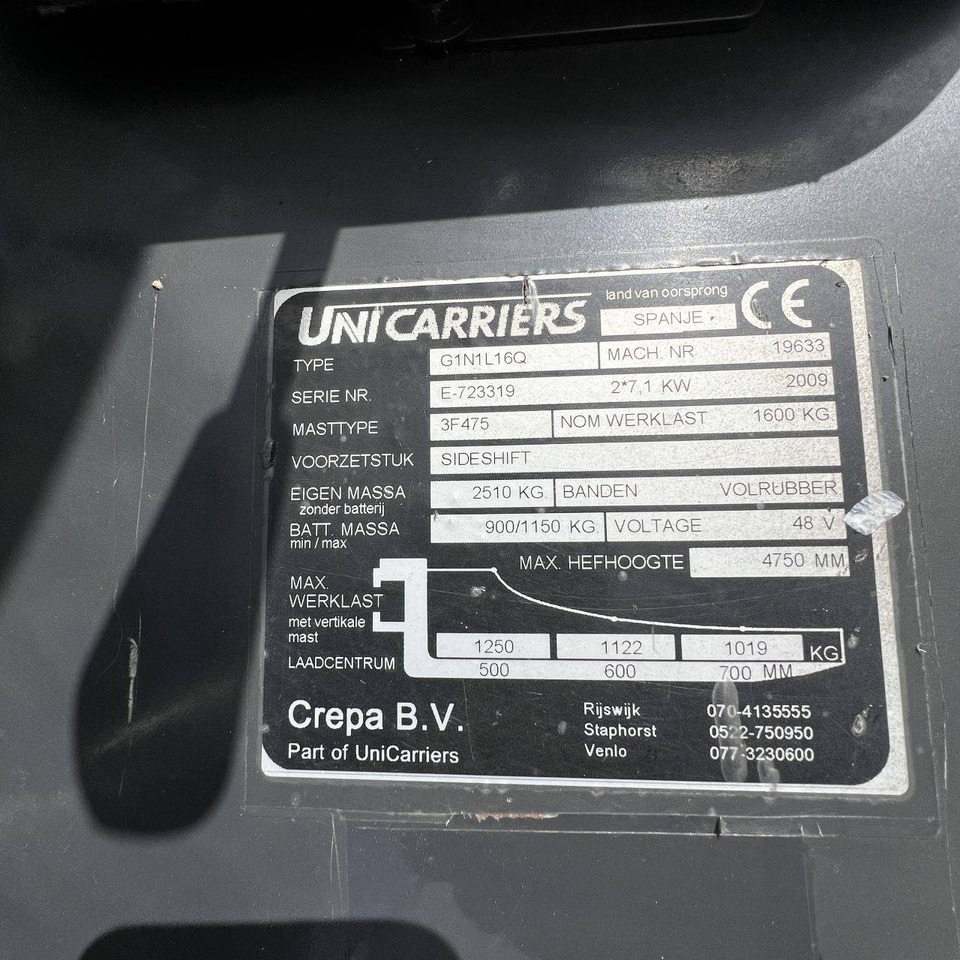 UNICARRIERS land van oorsprong CE
SPANJE
TYPE G1N1L16Q MACH. NR 19633
SERIE NR. E-723319 2*7,1 KW 2009
MASTTYPE 3F475 NOM WERKLAST 1600 KG
VOORZETSTUK SIDESHIFT
EIGEN MASSA 2510 KG BANDEN VOLRUBBER
zonder batterij
BATT. MASSA 900/1150 KG VOLTAGE 48 V
min / max
MAX. HEFHOOGTE 4750 MM
MAX.
WERKLAST
met vertikale
mast
1250 1122 1019 KG
LAADCENTRUM 500 600 700 MM
Crepa B.V.
Part of UniCarriers
Rijswijk 070-4135555
Staphorst 0522-750950
Venlo 077-3230600